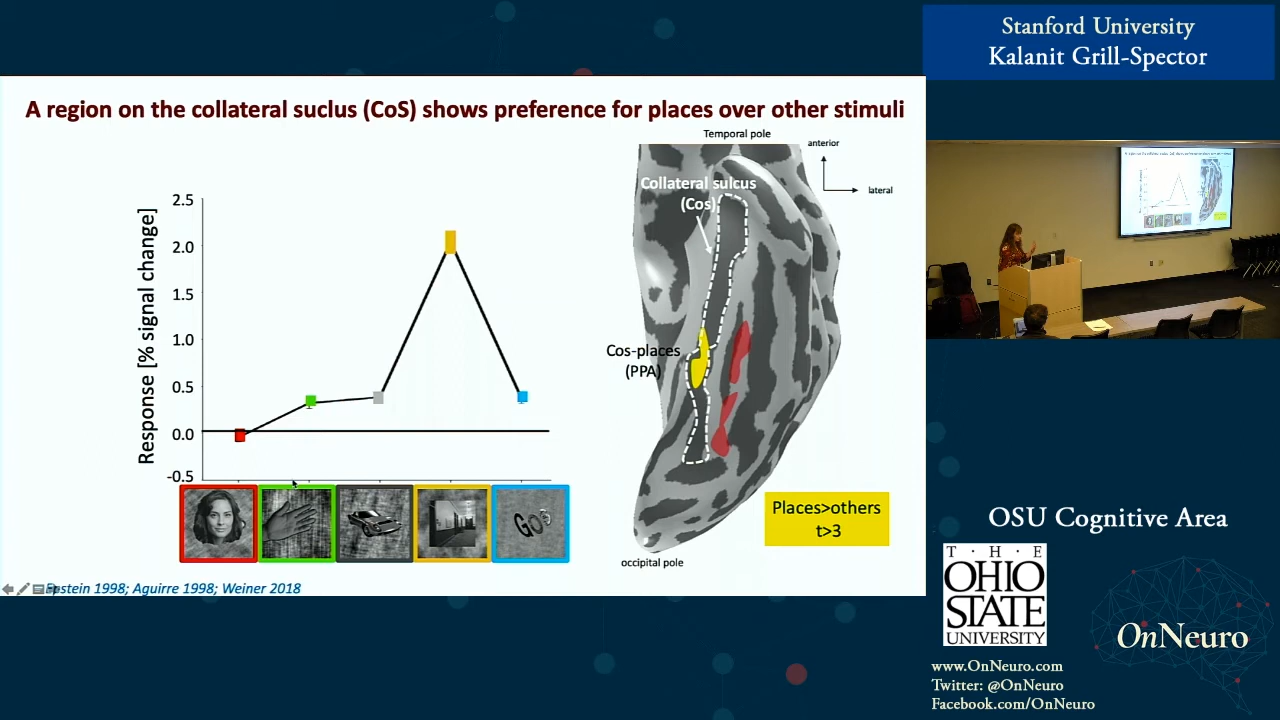 Stanford University
Kalanit Grill-Spector
A region on the collateral suclus (CoS) shows preference for places over other stimuli
Temporal pole
anterior
lateral
Collateral sulcus
(Cos)
Response [% signal change]
2.5
2.0
1.5
1.0
0.5
0.0
-0.5
Cos-places
(PPA)
Places>others
t>3
occipital pole
Epstein 1998; Aguirre 1998; Weiner 2018
OSU Cognitive Area
T · H · E
OHIO
STATE
UNIVERSITY
OnNeuro
www.OnNeuro.com
Twitter: @OnNeuro
Facebook.com/OnNeuro